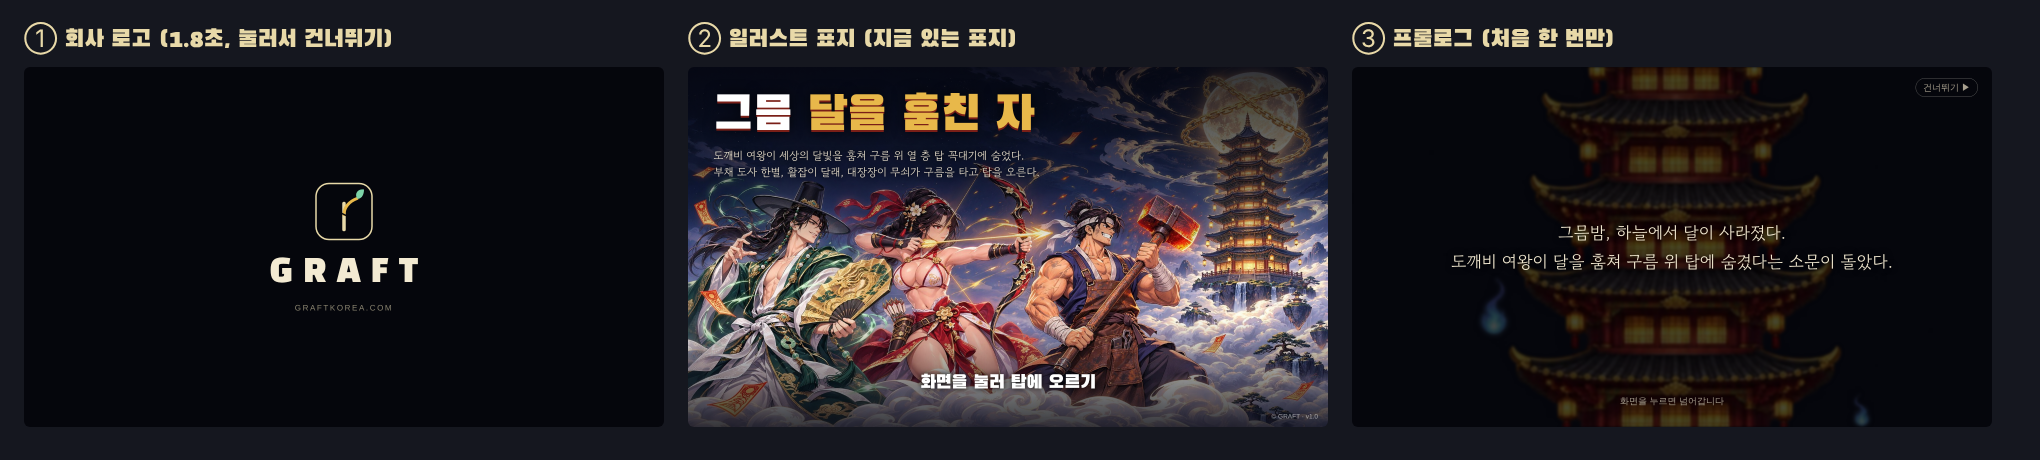 ① 회사 로고 (1.8초, 눌러서 건너뛰기)
GRAFT
GRAFTKOREA.COM
② 일러스트 표지 (지금 있는 표지)
그믐 달을 훔친 자
도깨비 여왕이 세상의 달빛을 훔쳐 구름 위 열 층 탑 꼭대기에 숨었다.
부채 도사 한별, 활잡이 달래, 대장장이 무쇠가 구름을 타고 탑을 오른다.
화면을 눌러 탑에 오르기
© GRAFT · v1.0
③ 프롤로그 (처음 한 번만)
건너뛰기 ▶
그믐밤, 하늘에서 달이 사라졌다.
도깨비 여왕이 달을 훔쳐 구름 위 탑에 숨겼다는 소문이 돌았다.
화면을 누르면 넘어갑니다